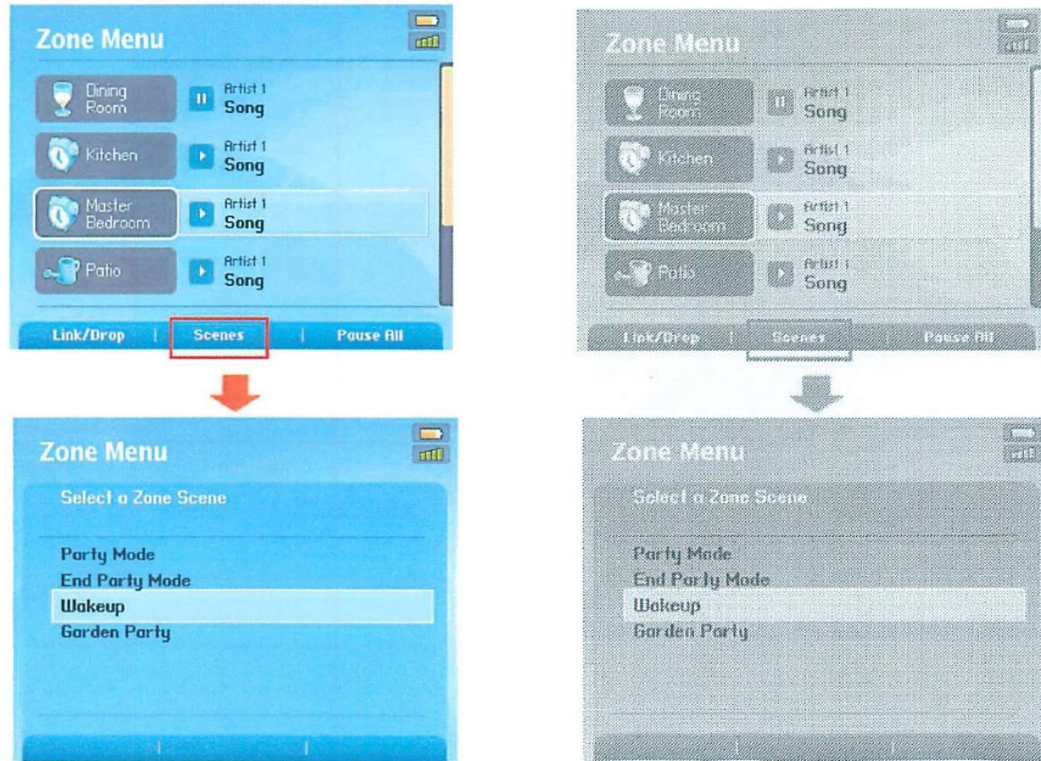 Zone Menu
Dining
Room
Artist 1
Song
Kitchen
Artist 1
Song
Master
Bedroom
Artist 1
Song
Patio
Artist 1
Song
Link/Drop | Scenes | Pause All
Zone Menu
Select a Zone Scene
Party Mode
End Party Mode
Wakeup
Garden Party
Zone Menu
Dining
Room
Artist 1
Song
Kitchen
Artist 1
Song
Master
Bedroom
Artist 1
Song
Patio
Artist 1
Song
Link/Drop | Scenes | Pause All
Zone Menu
Select a Zone Scene
Party Mode
End Party Mode
Wakeup
Garden Party